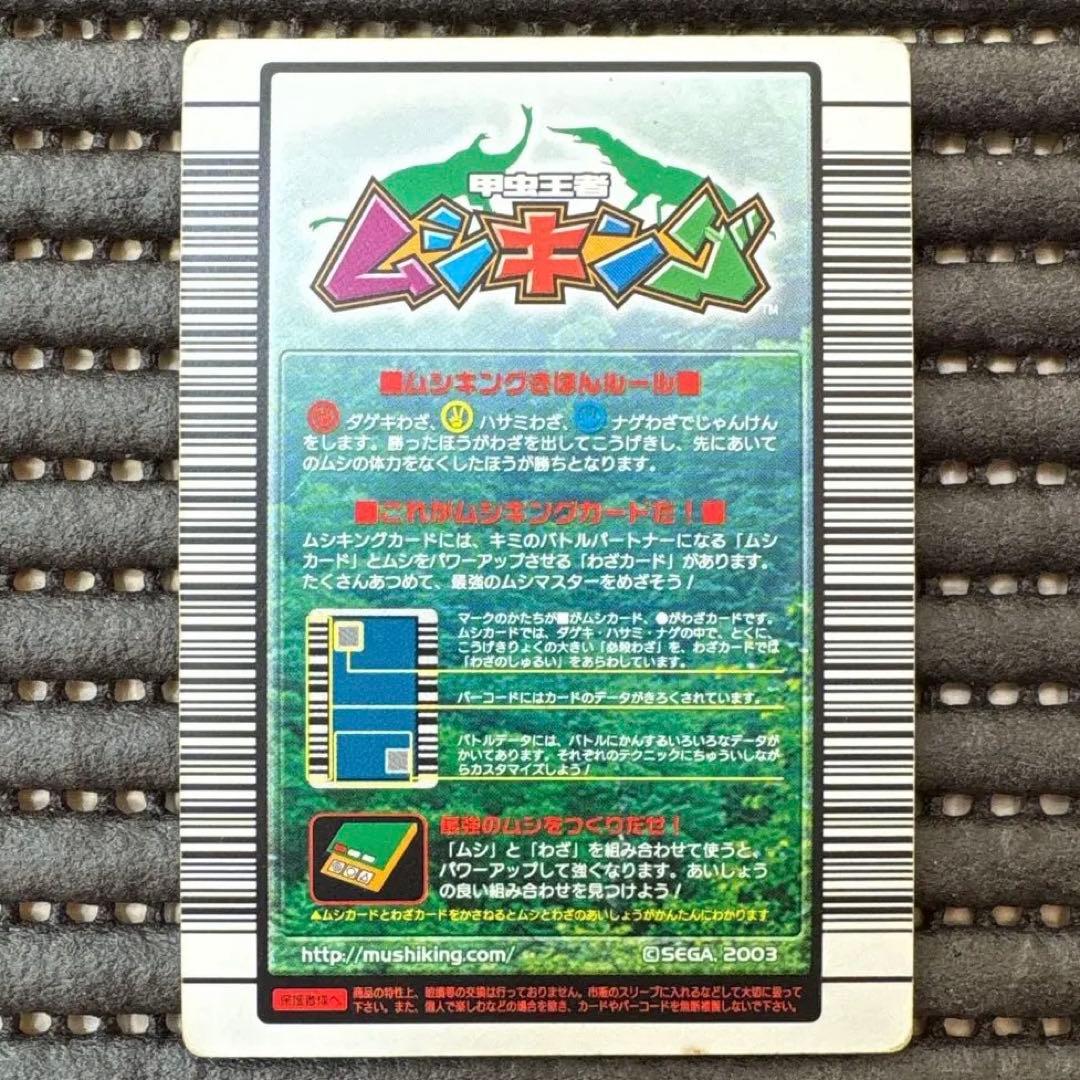 甲虫王者
ムシキング
TM
■ムシキングきほんルール■
ダゲキわざ、 ハサミわざ、 ナゲわざでじゃんけん
をします。勝ったほうがわざを出してこうげきし、先にあいて
のムシの体力をなくしたほうが勝ちとなります。
■これがムシキングカードだ！■
ムシキングカードには、キミのバトルパートナーになる「ムシ
カード」とムシをパワーアップさせる「わざカード」があります。
たくさんあつめて、最強のムシマスターをめざそう！
マークのかたちが■がムシカード、●がわざカードです。
ムシカードでは、ダゲキ・ハサミ・ナゲの中で、とくに、
こうげきりょくの大きい「必殺わざ」を、わざカードでは
「わざのしゅるい」をあらわしています。
バーコードにはカードのデータがきろくされています。
バトルデータには、バトルにかんするいろいろなデータが
かいてあります。それぞれのテクニックにちゅういしなが
らカスタマイズしよう！
最強のムシをつくりだせ！
「ムシ」と「わざ」を組み合わせて使うと、
パワーアップして強くなります。あいしょう
の良い組み合わせを見つけよう！
▲ムシカードとわざカードをかさねるとムシとわざのあいしょうがかんたんにわかります
http://mushiking.com/ ©SEGA, 2003
保護者様へ 商品の特性上、破損等の交換は行っておりません。市販のスリーブに入れるなどして大切に扱って
下さい。また、個人で楽しむなどの場合を除き、カードやバーコードを無断複製しないで下さい。